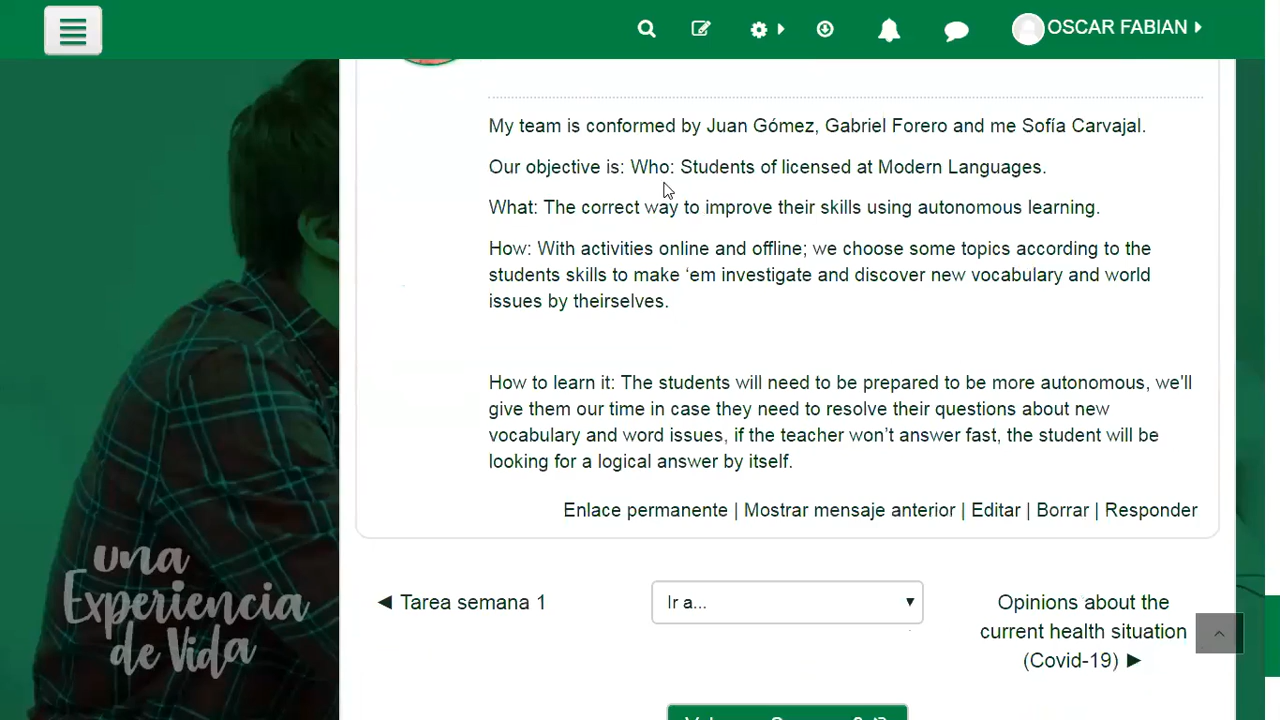 OSCAR FABIAN
My team is conformed by Juan Gómez, Gabriel Forero and me Sofía Carvajal.
Our objective is: Who: Students of licensed at Modern Languages.
What: The correct way to improve their skills using autonomous learning.
How: With activities online and offline; we choose some topics according to the
students skills to make ‘em investigate and discover new vocabulary and world
issues by theirselves.
How to learn it: The students will need to be prepared to be more autonomous, we'll
give them our time in case they need to resolve their questions about new
vocabulary and word issues, if the teacher won’t answer fast, the student will be
looking for a logical answer by itself.
Enlace permanente | Mostrar mensaje anterior | Editar | Borrar | Responder
una
Experiencia
de Vida
◄ Tarea semana 1
Ir a...
Opinions about the
current health situation
(Covid-19) ►